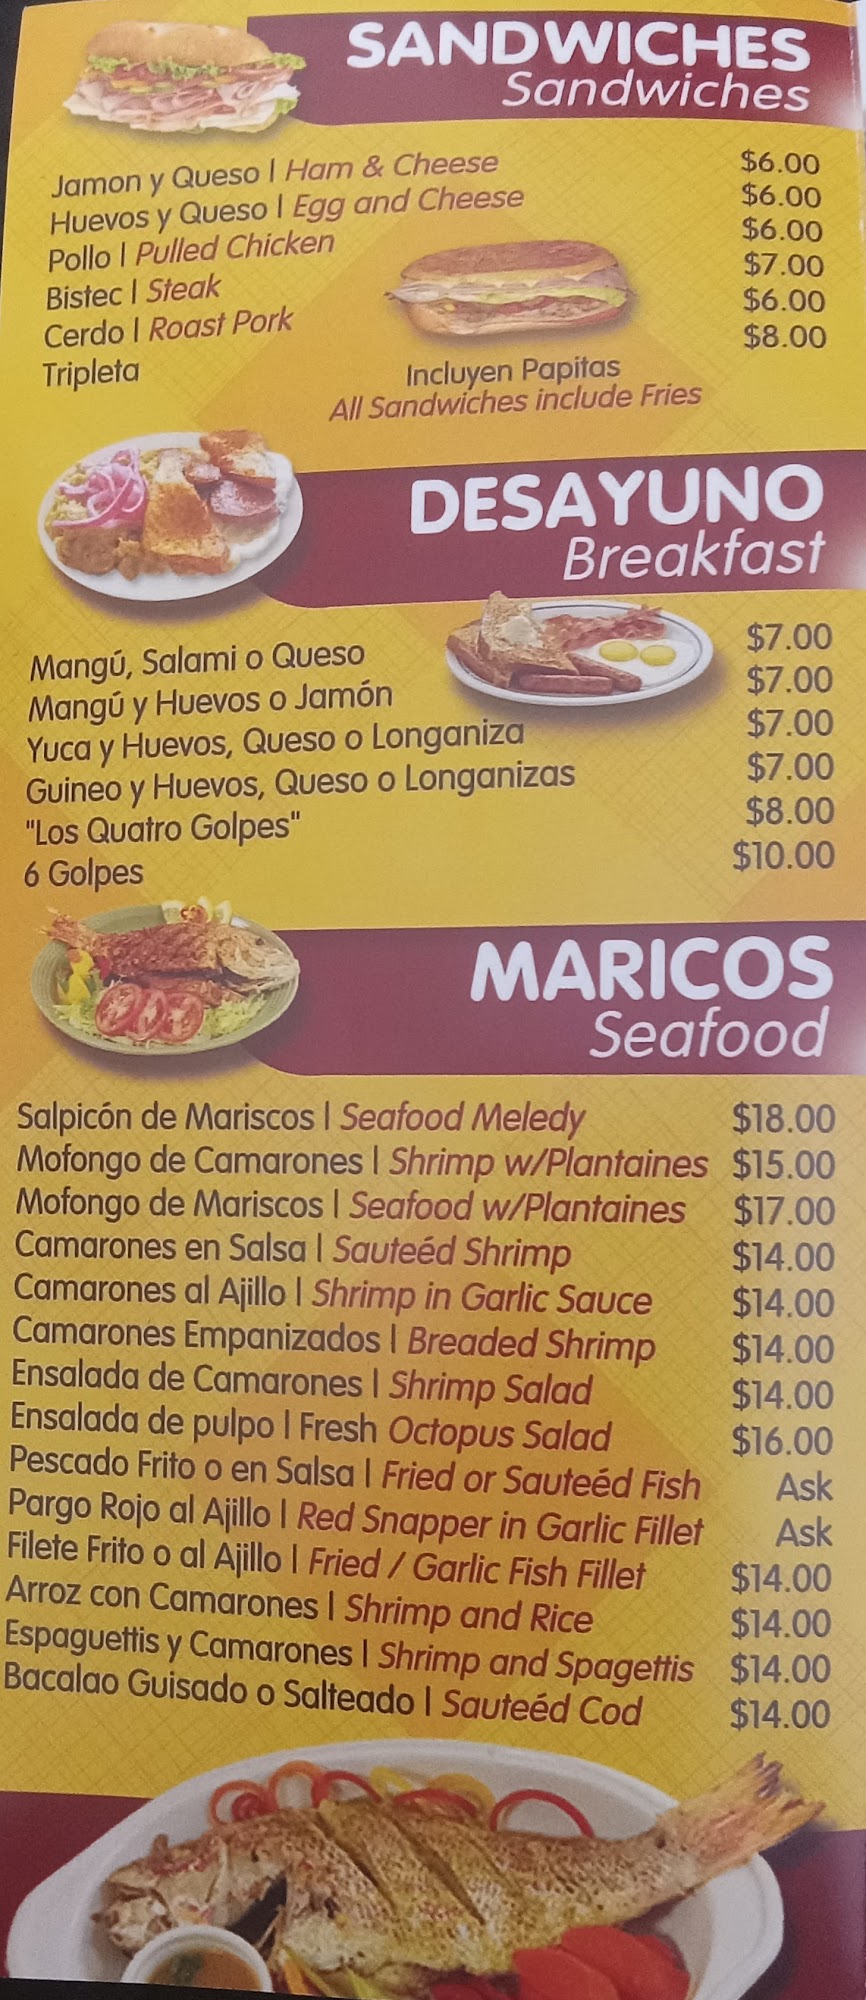 SANDWICHES
Sandwiches
Jamon y Queso | Ham & Cheese $6.00
Huevos y Queso | Egg and Cheese $6.00
Pollo | Pulled Chicken $6.00
Bistec | Steak $7.00
Cerdo | Roast Pork $6.00
Tripleta $8.00
Incluyen Papitas
All Sandwiches include Fries
DESAYUNO
Breakfast
Mangú, Salami o Queso $7.00
Mangú y Huevos o Jamón $7.00
Yuca y Huevos, Queso o Longaniza $7.00
Guineo y Huevos, Queso o Longanizas $7.00
"Los Quatro Golpes" $8.00
6 Golpes $10.00
MARICOS
Seafood
Salpicón de Mariscos | Seafood Meledy $18.00
Mofongo de Camarones | Shrimp w/Plantaines $15.00
Mofongo de Mariscos | Seafood w/Plantaines $17.00
Camarones en Salsa | Sauteéd Shrimp $14.00
Camarones al Ajillo | Shrimp in Garlic Sauce $14.00
Camarones Empanizados | Breaded Shrimp $14.00
Ensalada de Camarones | Shrimp Salad $14.00
Ensalada de pulpo | Fresh Octopus Salad $16.00
Pescado Frito o en Salsa | Fried or Sauteéd Fish Ask
Pargo Rojo al Ajillo | Red Snapper in Garlic Fillet Ask
Filete Frito o al Ajillo | Fried / Garlic Fish Fillet $14.00
Arroz con Camarones | Shrimp and Rice $14.00
Espaguettis y Camarones | Shrimp and Spagettis $14.00
Bacalao Guisado o Salteado | Sauteéd Cod $14.00